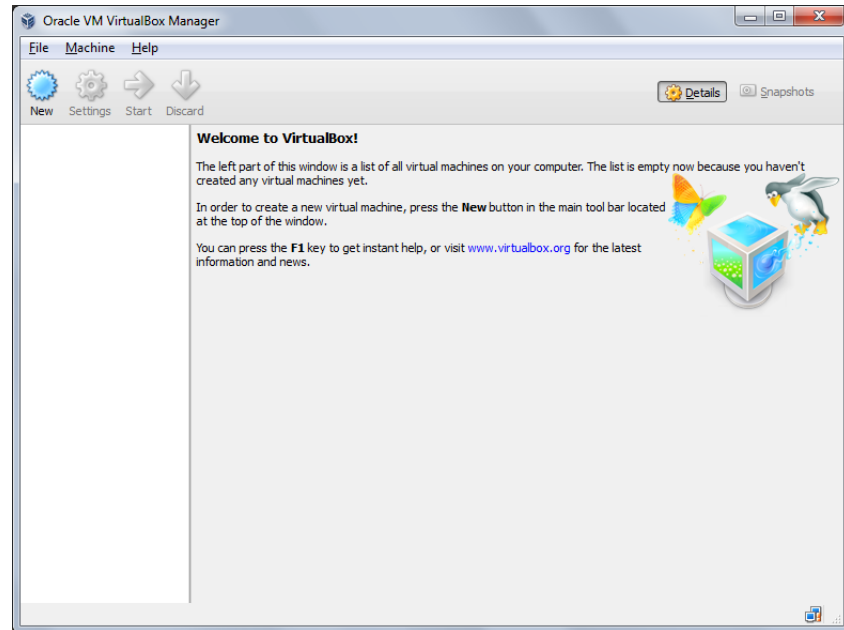 Oracle VM VirtualBox Manager
File Machine Help
New Settings Start Discard
Details Snapshots
Welcome to VirtualBox!
The left part of this window is a list of all virtual machines on your computer. The list is empty now because you haven't
created any virtual machines yet.
In order to create a new virtual machine, press the New button in the main tool bar located
at the top of the window.
You can press the F1 key to get instant help, or visit www.virtualbox.org for the latest
information and news.